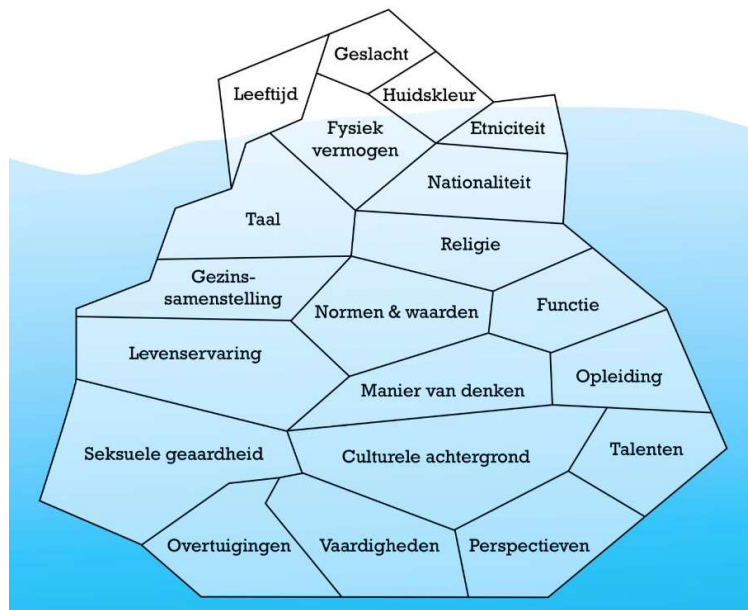 Geslacht
Leeftijd
Huidskleur
Fysiek
vermogen
Etniciteit
Nationaliteit
Taal
Religie
Gezins-
samenstelling
Normen & waarden
Functie
Levenservaring
Manier van denken
Opleiding
Seksuele geaardheid
Culturele achtergrond
Talenten
Overtuigingen
Vaardigheden
Perspectieven